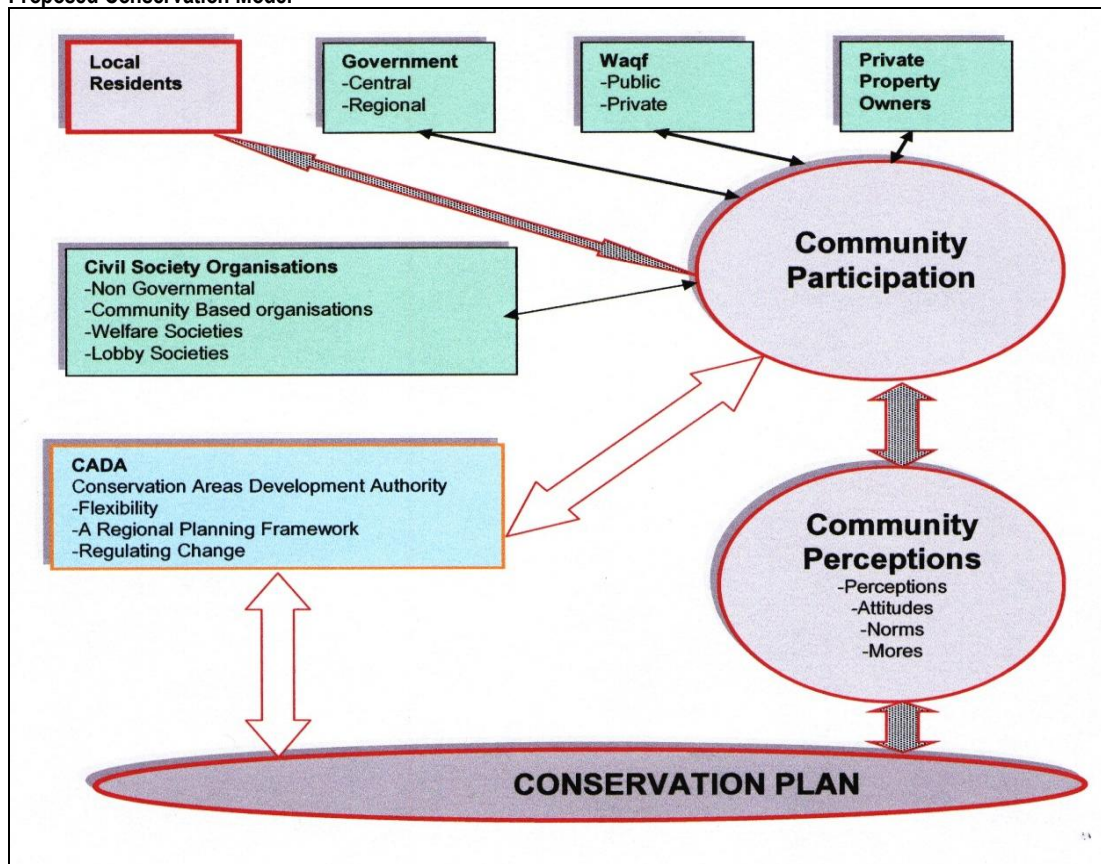 Proposed Conservation Model
Local
Residents
Government
-Central
-Regional
Waqf
-Public
-Private
Private
Property
Owners
Community
Participation
Civil Society Organisations
-Non Governmental
-Community Based organisations
-Welfare Societies
-Lobby Societies
CADA
Conservation Areas Development Authority
-Flexibility
-A Regional Planning Framework
-Regulating Change
Community
Perceptions
-Perceptions
-Attitudes
-Norms
-Mores
CONSERVATION PLAN